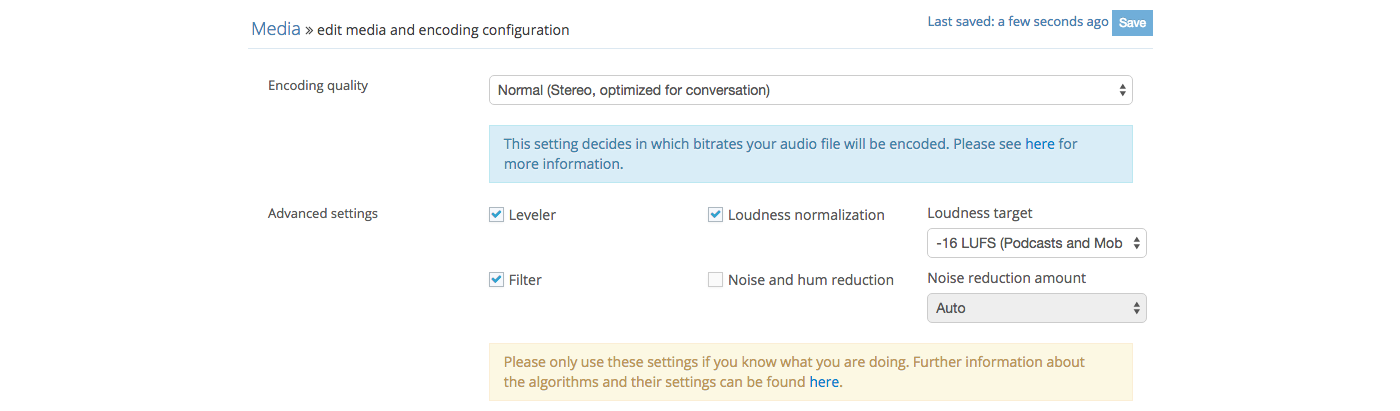 Media » edit media and encoding configuration
Last saved: a few seconds ago Save
Encoding quality
Normal (Stereo, optimized for conversation)
This setting decides in which bitrates your audio file will be encoded. Please see here for
more information.
Advanced settings
Leveler
Loudness normalization
Loudness target
-16 LUFS (Podcasts and Mob
Filter
Noise and hum reduction
Noise reduction amount
Auto
Please only use these settings if you know what you are doing. Further information about
the algorithms and their settings can be found here.